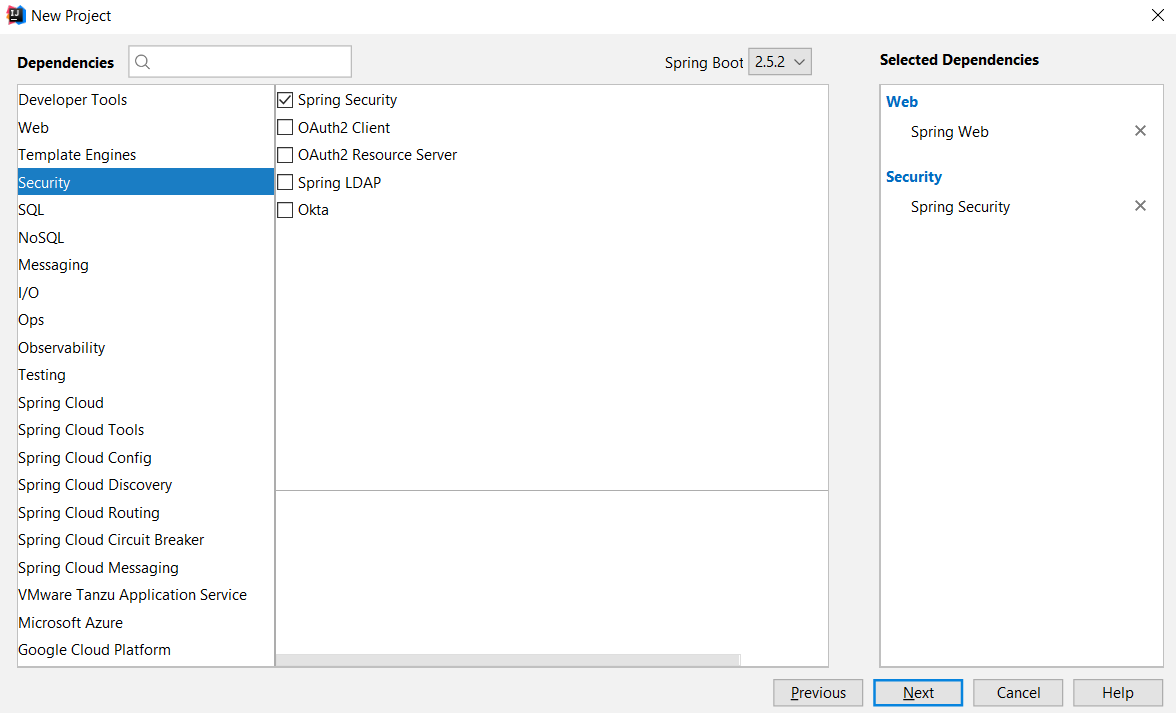 New Project
Dependencies
Spring Boot 2.5.2
Selected Dependencies
Developer Tools
Web
Template Engines
Security
SQL
NoSQL
Messaging
I/O
Ops
Observability
Testing
Spring Cloud
Spring Cloud Tools
Spring Cloud Config
Spring Cloud Discovery
Spring Cloud Routing
Spring Cloud Circuit Breaker
Spring Cloud Messaging
VMware Tanzu Application Service
Microsoft Azure
Google Cloud Platform
Spring Security
OAuth2 Client
OAuth2 Resource Server
Spring LDAP
Okta
Web
Spring Web
Security
Spring Security
Previous
Next
Cancel
Help